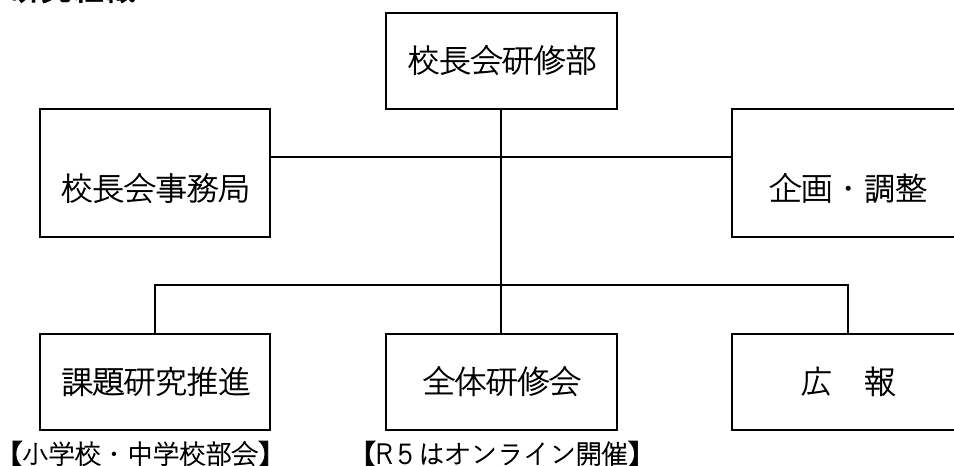 校長会研修部
校長会事務局
企画・調整
課題研究推進
全体研修会
広　報
【小学校・中学校部会】
【R5はオンライン開催】